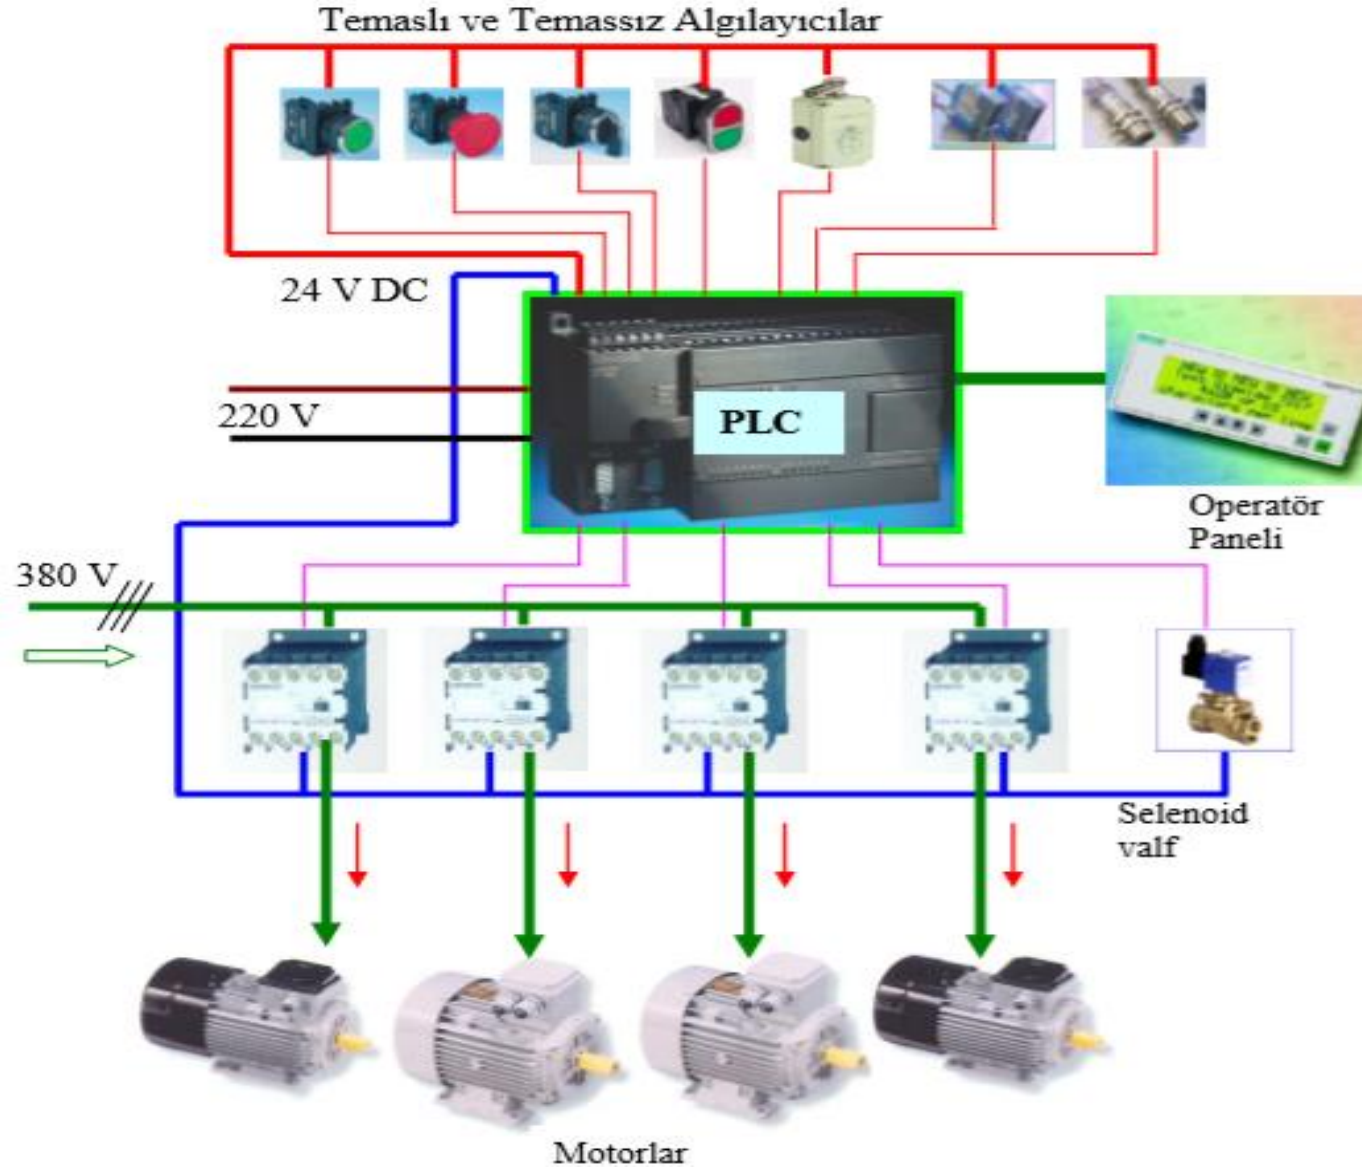 Temaslı ve Temassız Algılayıcılar
24 V DC
220 V
PLC
Operatör
Paneli
380 V
Selenoid
valf
Motorlar